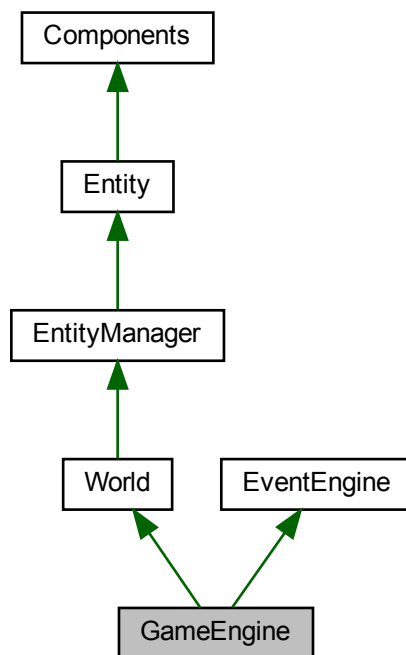 Components
Entity
EntityManager
World
EventEngine
GameEngine